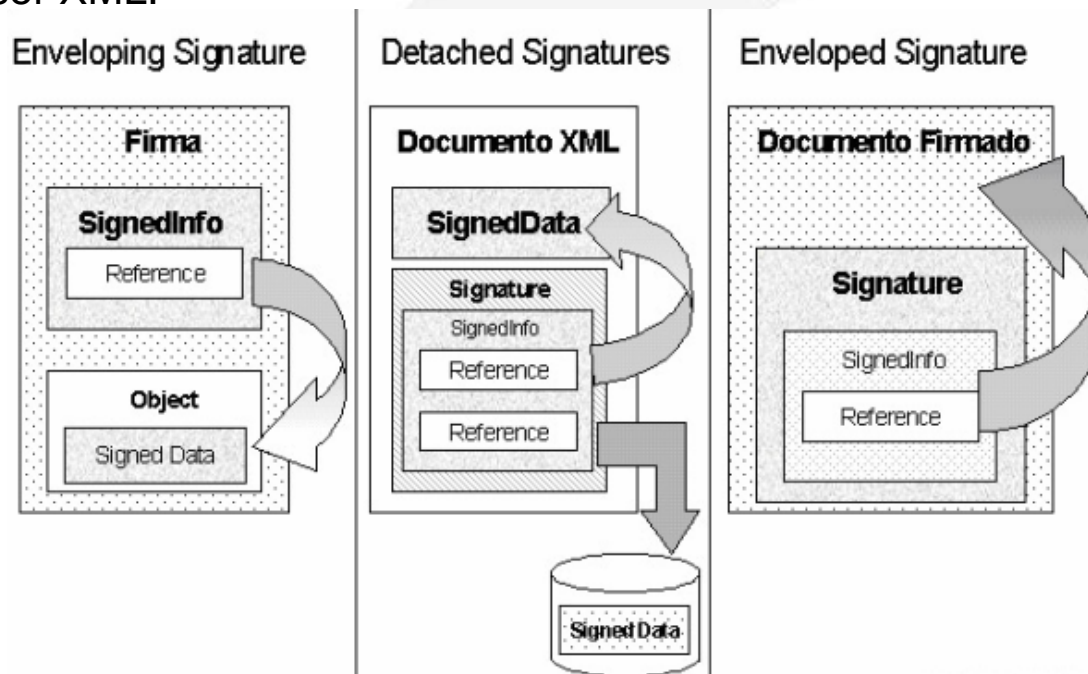 XML.
Enveloping Signature
Firma
SignedInfo
Reference
Object
Signed Data
Detached Signatures
Documento XML
SignedData
Signature
SignedInfo
Reference
Reference
Signed Data
Enveloped Signature
Documento Firmado
Signature
SignedInfo
Reference